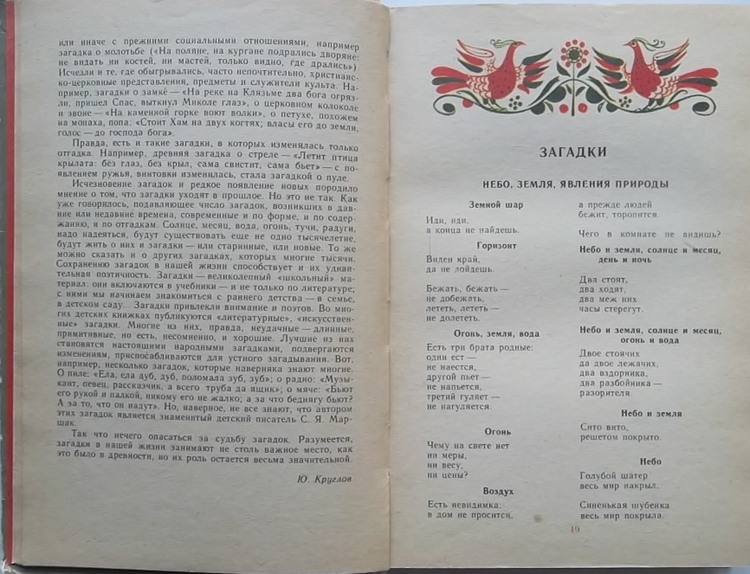 или иначе с прежними социальными отношениями, например
загадка о молотьбе («На поляне, на кургане подрались дворяне:
не видать ни костей, ни мастей, только видно, где дрались»)
Исчезли и те, где обыгрывались, часто непочтительно, христианс-
ко-церковные представления, предметы и служители культа. На-
пример, загадки о замке́ — «На реке на Клязьме два бога огряз-
ли, пришел Спас, выткнул Миколе глаз», о церковном колоколе
и звоне — «На каменной горке воют волки», о петухе, похожем
на монаха, попа: «Стоит Хам на двух когтях; власы его до земли,
голос — до господа бога».
Правда, есть и такие загадки, в которых изменялась только
отгадка. Например, древняя загадка о стреле — «Летит птица
крылата: без глаз, без крыл, сама свистит, сама бьет» — с по-
явлением ружья, винтовки изменилась, стала загадкой о пуле.
Исчезновение загадок и редкое появление новых породило
мнение о том, что загадки уходят в прошлое. Но это не так. Как
уже говорилось, подавляющее число загадок, возникших в дав-
ние или недавние времена, современные и по форме, и по содер-
жанию, и по отгадкам. Солнце, месяц, вода, огонь, тучи, радуги,
надо надеяться, будут существовать еще не одно тысячелетие,
будут жить о них и загадки — или старинные, или новые. То же
можно сказать и о других загадках, которых многие тысячи.
Сохранению загадок в нашей жизни способствует и их удиви-
тельная поэтичность. Загадки — великолепный «школьный» ма-
териал: они включаются в учебники — и не только по литературе;
с ними мы начинаем знакомиться с раннего детства — в семье,
в детском саду.. Загадки привлекли внимание и поэтов. Во мно-
гих детских книжках публикуются «литературные», «искусствен-
ные» загадки. Многие из них, правда, неудачные — длинные,
примитивные, но есть, несомненно, и хорошие. Лучшие из них
становятся настоящими народными загадками, подвергаются
изменениям, приспосабливаются для устного загадывания. Вот,
например, несколько загадок, которые наверняка знают многие.
О пиле: «Ела, ела дуб, дуб, поломала зуб, зуб»; о радио: «Музы-
кант, певец, рассказчик, а всего труба да ящик»; о мяче: «Бьют
его рукой и палкой, никому его не жалко; а за что беднягу бьют?
А за то, что он надут». Но, наверное, не все знают, что автором
этих загадок является знаменитый детский писатель С. Я. Мар-
шак.
Так что нечего опасаться за судьбу загадок. Разумеется,
загадки в нашей жизни занимают не столь важное место, как
это было в древности, но их роль остается весьма значительной.
Ю. Круглов
ЗАГАДКИ
НЕБО, ЗЕМЛЯ, ЯВЛЕНИЯ ПРИРОДЫ
Земной шар
Иди, иди,
а конца не найдешь.
Горизонт
Виден край,
да не дойдешь.
Бежать, бежать —
не добежать,
лететь, лететь —
не долететь.
Огонь, земля, вода
Есть три брата родные:
один ест —
не наестся,
другой пьет —
не напьется,
третий гуляет —
не нагуляется.
Огонь
Чему на свете нет
ни меры,
ни весу,
ни цены?
Воздух
Есть невидимка:
в дом не просится,
а прежде людей
бежит, торопится.
Чего в комнате не видишь?
Небо и земля, солнце и месяц,
день и ночь
Два стоят,
два ходят,
два меж них
часы стерегут.
Небо и земля, солнце и месяц,
огонь и вода
Двое стоячих
да двое лежачих,
два вздорника,
два разбойника —
разорителя.
Небо и земля
Сито вито,
решетом покрыто.
Небо
Голубой шатер
весь мир накрыл.
Синенькая шубенка
весь мир покрыла.
19